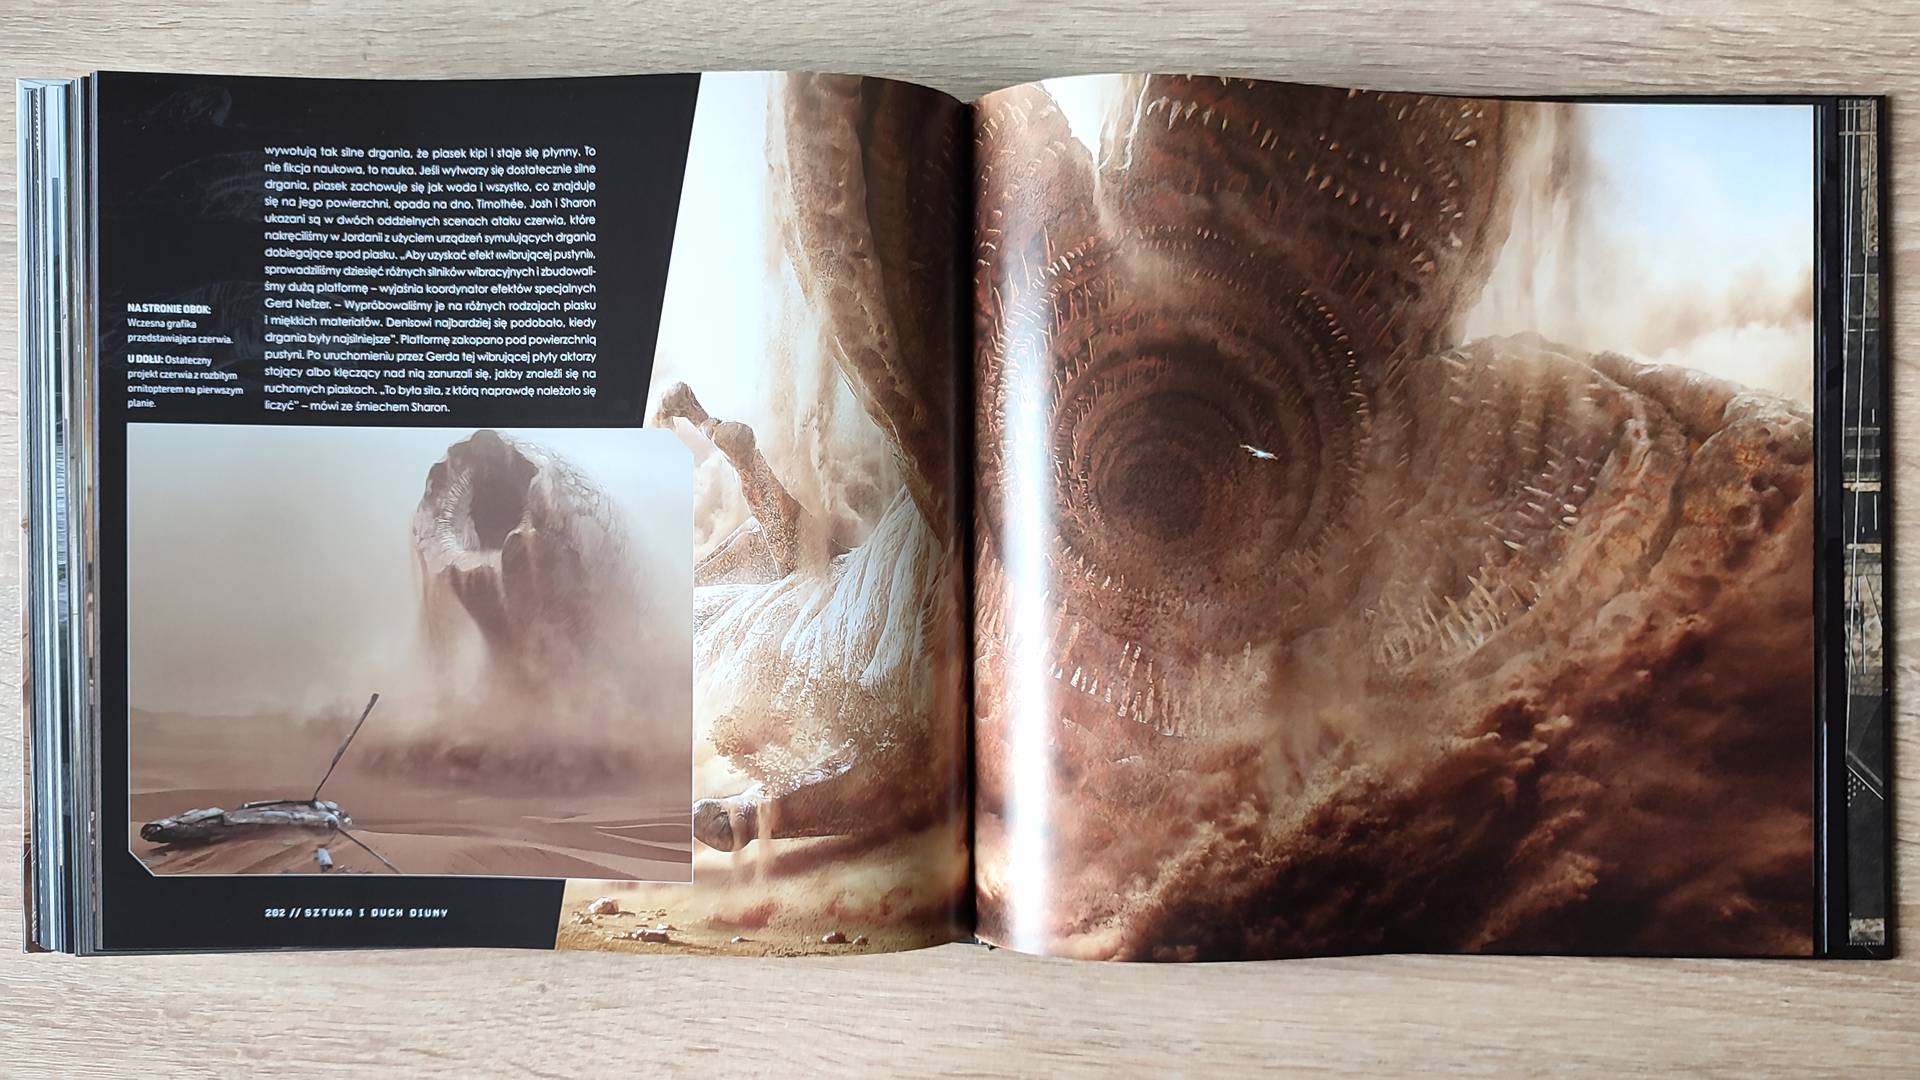 wywołują tak silne drgania, że piasek kipi i staje się płynny. To
nie fikcja naukowa, to nauka. Jeśli wytworzy się dostatecznie silne
drgania, piasek zachowuje się jak woda i wszystko, co znajduje
się na jego powierzchni, opada na dno. Timothée, Josh i Sharon
ukazani są w dwóch oddzielnych scenach ataku czerwia, które
nakręciliśmy w Jordanii z użyciem urządzeń symulujących drgania
dobiegające spod piasku. „Aby uzyskać efekt «wibrującej pustyni»,
sprowadziliśmy dziesięć różnych silników wibracyjnych i zbudowali-
śmy dużą platformę – wyjaśnia koordynator efektów specjalnych
Gerd Nefzer. – Wypróbowaliśmy je na różnych rodzajach piasku
i miękkich materiałów. Denisowi najbardziej się podobało, kiedy
drgania były najsilniejsze”. Platformę zakopano pod powierzchnią
pustyni. Po uruchomieniu przez Gerda tej wibrującej płyty aktorzy
stojący albo klęczący nad nią zanurzali się, jakby znaleźli się na
ruchomych piaskach. „To była siła, z którą naprawdę należało się
liczyć” – mówi ze śmiechem Sharon.
NA STRONIE OBOK:
Wczesna grafika
przedstawiająca czerwia.
U DOŁU: Ostateczny
projekt czerwia z rozbitym
ornitopterem na pierwszym
planie.
202 // SZTUKA I DUCH DIUNY